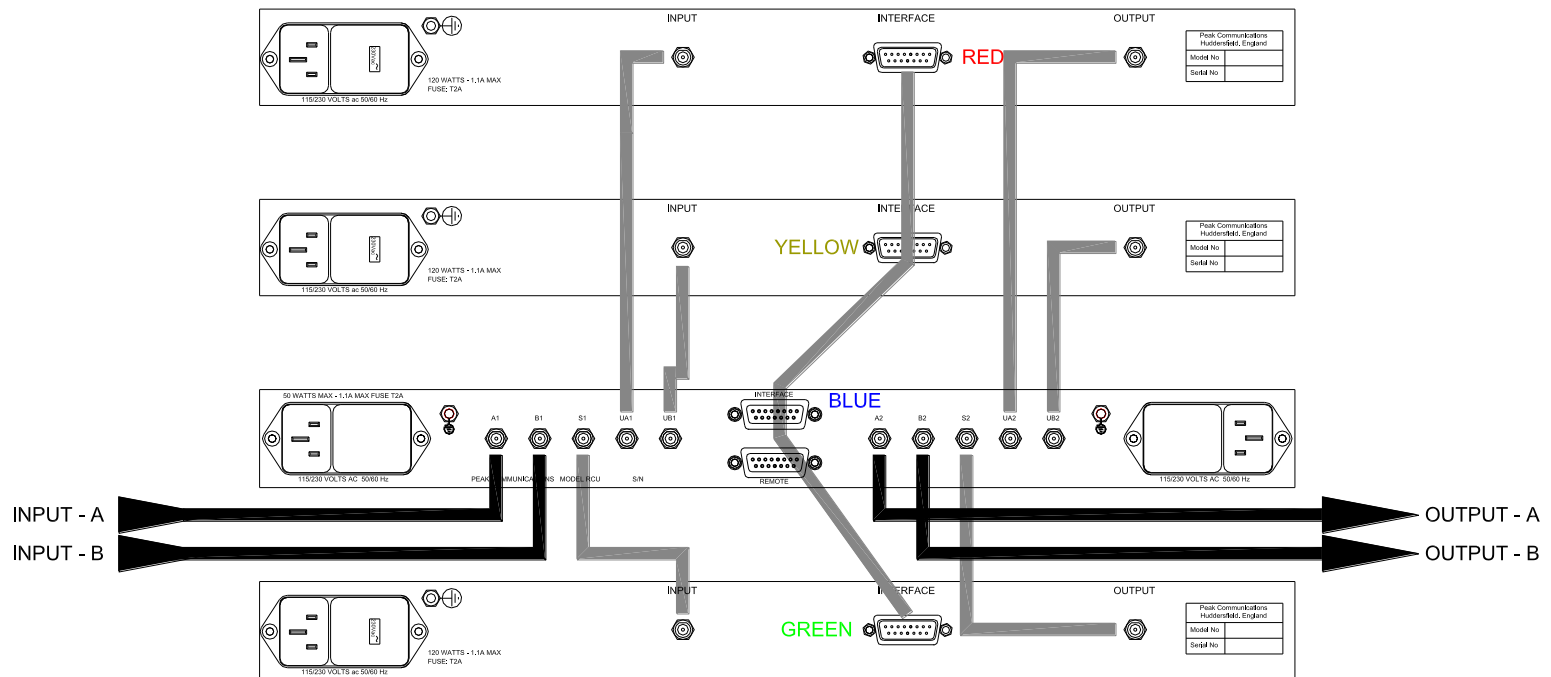 INPUT
INTERFACE
OUTPUT
RED
230Vac
Peak Communications
Huddersfield, England
Model No
Serial No
120 WATTS - 1.1A MAX
FUSE: T2A
115/230 VOLTS ac 50/60 Hz
INPUT
INTERFACE
OUTPUT
YELLOW
230Vac
Peak Communications
Huddersfield, England
Model No
Serial No
120 WATTS - 1.1A MAX
FUSE: T2A
115/230 VOLTS ac 50/60 Hz
50 WATTS MAX - 1.1A MAX FUSE T2A
INTERFACE
BLUE
A1 B1 S1 UA1 UB1
A2 B2 S2 UA2 UB2
115/230 VOLTS AC 50/60 Hz
MODEL RCU
S/N
REMOTE
115/230 VOLTS AC 50/60 Hz
INPUT - A
OUTPUT - A
INPUT - B
OUTPUT - B
INPUT
OUTPUT
GREEN
230Vac
Peak Communications
Huddersfield, England
Model No
Serial No
120 WATTS - 1.1A MAX
FUSE: T2A
115/230 VOLTS ac 50/60 Hz